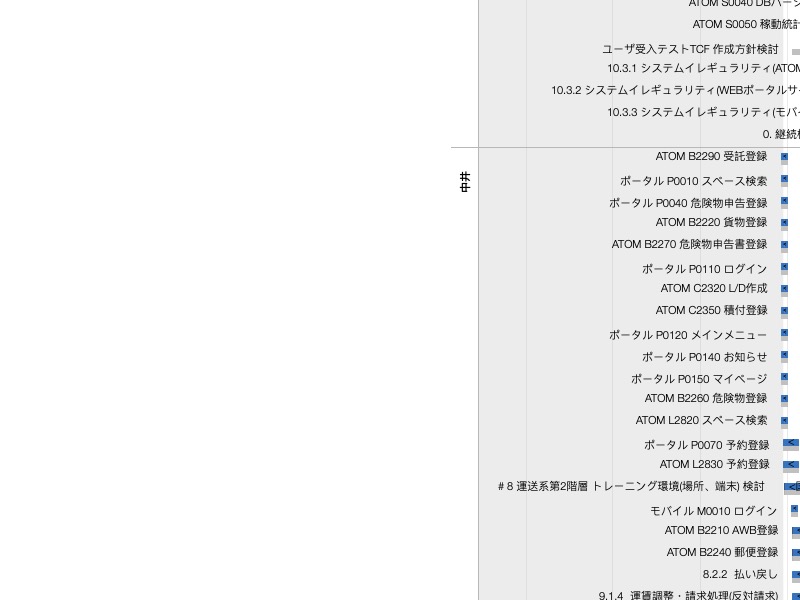 ATOM S0040 DBバージ
ATOM S0050 稼動統計
ユーザ受入テストTCF 作成方針検討
10.3.1 システムイレギュラリティ(ATOM
10.3.2 システムイレギュラリティ(WEBポータルサイ
10.3.3 システムイレギュラリティ(モバ
0. 継続
中井
ATOM B2290 受託登録
ポータル P0010 スペース検索
ポータル P0040 危険物申告登録
ATOM B2220 貨物登録
ATOM B2270 危険物申告書登録
ポータル P0110 ログイン
ATOM C2320 L/D作成
ATOM C2350 積付登録
ポータル P0120 メインメニュー
ポータル P0140 お知らせ
ポータル P0150 マイページ
ATOM B2260 危険物登録
ATOM L2820 スペース検索
ポータル P0070 予約登録
ATOM L2830 予約登録
#８運送系第2階層 トレーニング環境(場所、端末) 検討
モバイル M0010 ログイン
ATOM B2210 AWB登録
ATOM B2240 郵便登録
8.2.2 払い戻し
9.1.4 運賃調整・請求処理(反対請求)